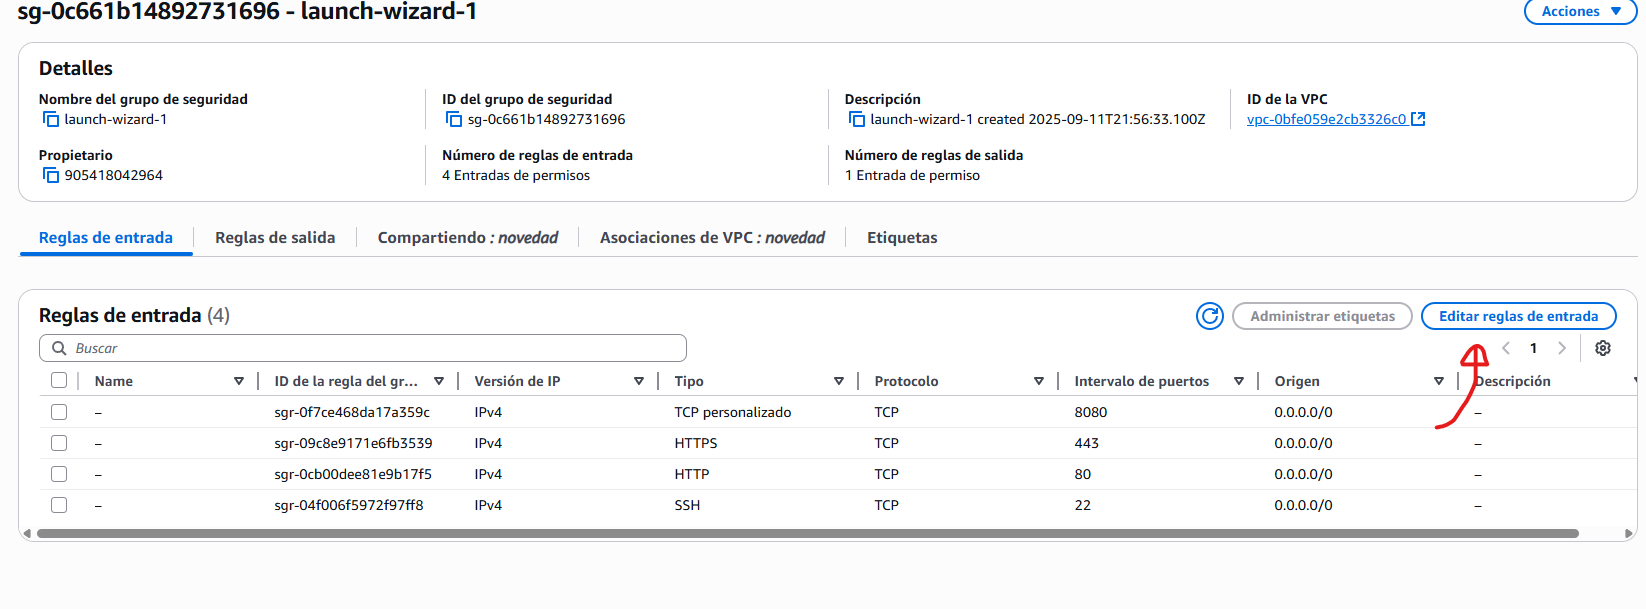 sg-0c661b14892731696 - launch-wizard-1
Acciones
Detalles
Nombre del grupo de seguridad
launch-wizard-1
ID del grupo de seguridad
sg-0c661b14892731696
Descripción
launch-wizard-1 created 2025-09-11T21:56:33.100Z
ID de la VPC
vpc-0bfe059e2cb3326c0
Propietario
905418042964
Número de reglas de entrada
4 Entradas de permisos
Número de reglas de salida
1 Entrada de permiso
Reglas de entrada
Reglas de salida
Compartiendo : novedad
Asociaciones de VPC : novedad
Etiquetas
Reglas de entrada (4)
Administrar etiquetas
Editar reglas de entrada
Buscar
1
Name ID de la regla del gr... Versión de IP Tipo Protocolo Intervalo de puertos Origen Descripción
– sgr-0f7ce468da17a359c IPv4 TCP personalizado TCP 8080 0.0.0.0/0 –
– sgr-09c8e9171e6fb3539 IPv4 HTTPS TCP 443 0.0.0.0/0 –
– sgr-0cb00dee81e9b17f5 IPv4 HTTP TCP 80 0.0.0.0/0 –
– sgr-04f006f5972f97ff8 IPv4 SSH TCP 22 0.0.0.0/0 –